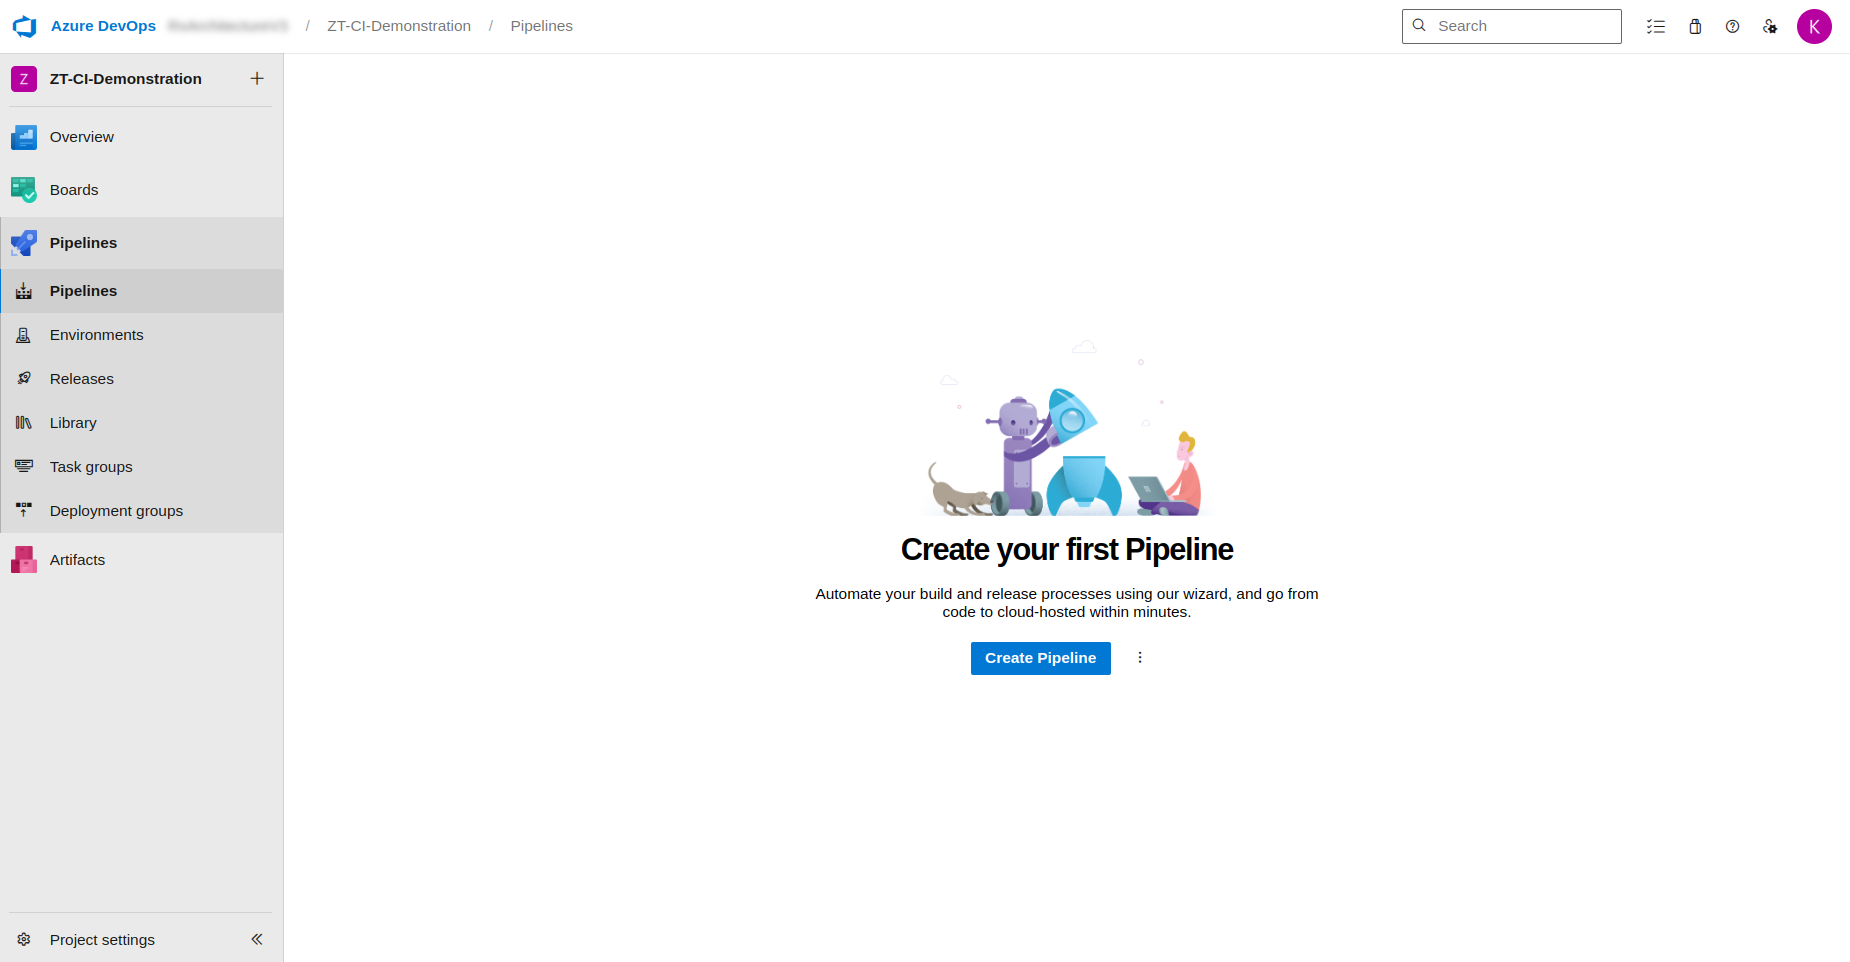 Azure DevOps / ZT-CI-Demonstration / Pipelines
Search
K
Z ZT-CI-Demonstration
Overview
Boards
Pipelines
Pipelines
Environments
Releases
Library
Task groups
Deployment groups
Artifacts
Create your first Pipeline
Automate your build and release processes using our wizard, and go from
code to cloud-hosted within minutes.
Create Pipeline
Project settings